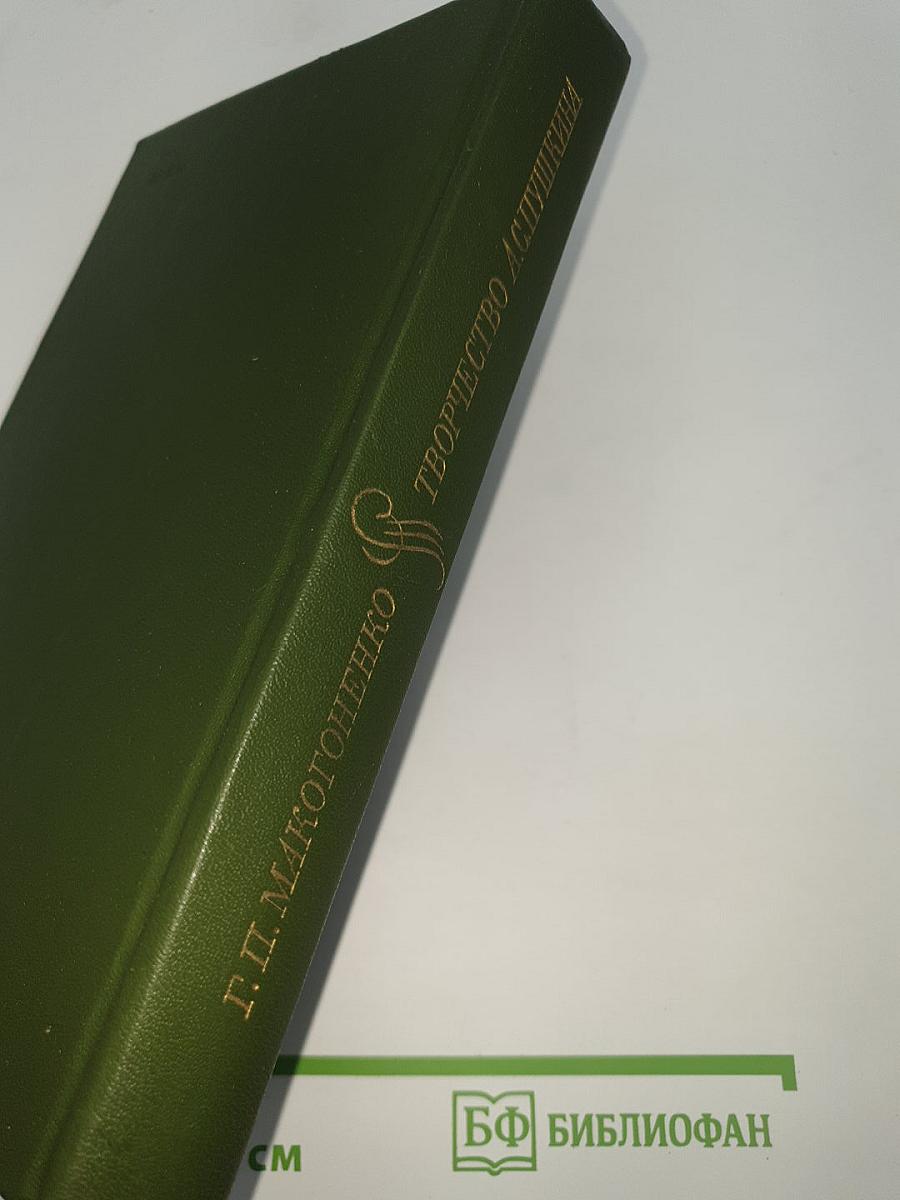 Г. П. МАКОГОНЕНКО ТВОРЧЕСТВО А.С.ПУШКИНА
см
БФ БИБЛИОФАН